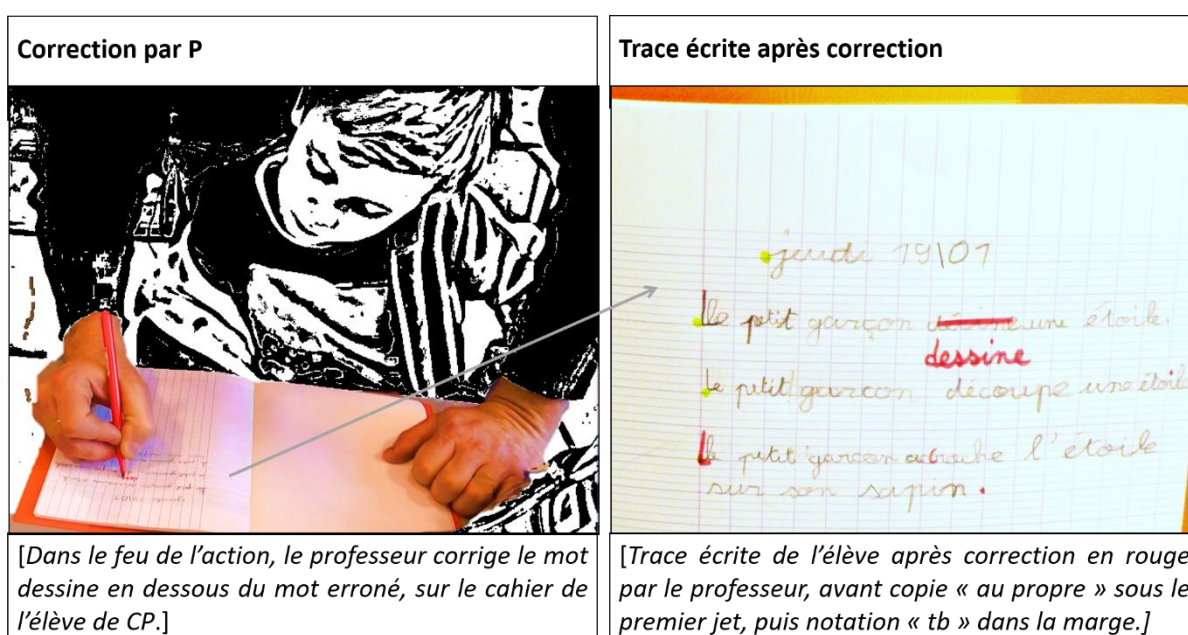 Correction par P
[Dans le feu de l'action, le professeur corrige le mot
dessine en dessous du mot erroné, sur le cahier de
l'élève de CP.]
Trace écrite après correction
jeudi 19\01
Le petit garçon une étoile.
dessine
le petit garçon découpe une étoile
Le petit garçon acroche l'étoile
sur son sapin.
[Trace écrite de l'élève après correction en rouge
par le professeur, avant copie « au propre » sous le
premier jet, puis notation « tb » dans la marge.]